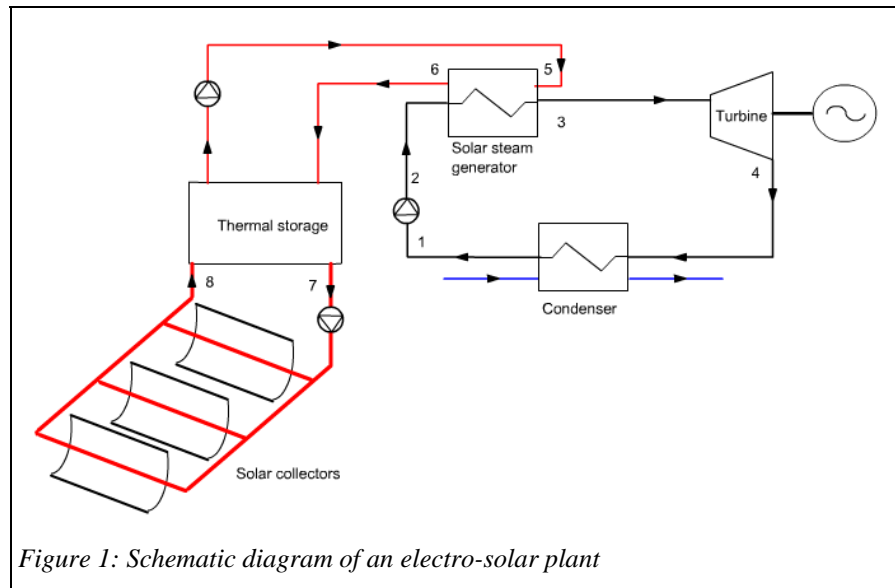 6
5
3
Turbine
Solar steam
generator
4
2
Thermal storage
1
8
7
Condenser
Solar collectors
Figure 1: Schematic diagram of an electro-solar plant